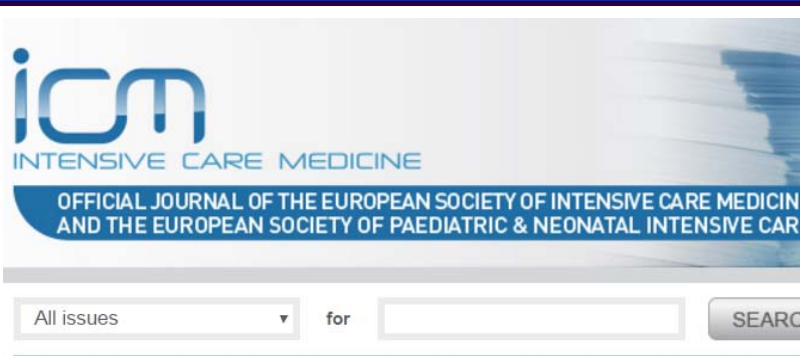 icm
INTENSIVE CARE MEDICINE
OFFICIAL JOURNAL OF THE EUROPEAN SOCIETY OF INTENSIVE CARE MEDICIN
AND THE EUROPEAN SOCIETY OF PAEDIATRIC & NEONATAL INTENSIVE CAR
All issues for SEARC